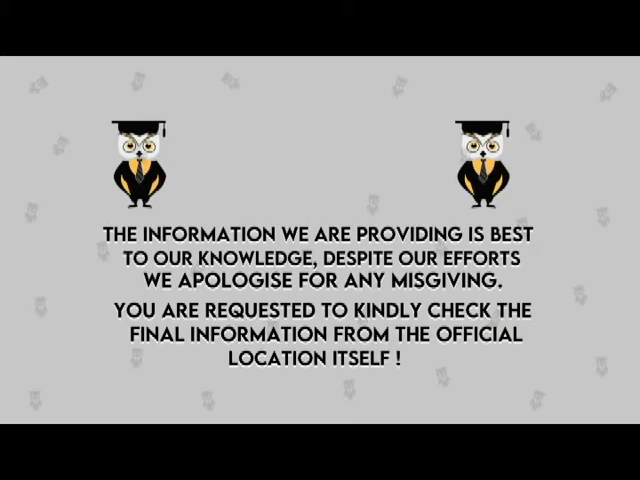 THE INFORMATION WE ARE PROVIDING IS BEST
TO OUR KNOWLEDGE, DESPITE OUR EFFORTS
WE APOLOGISE FOR ANY MISGIVING.
YOU ARE REQUESTED TO KINDLY CHECK THE
FINAL INFORMATION FROM THE OFFICIAL
LOCATION ITSELF !